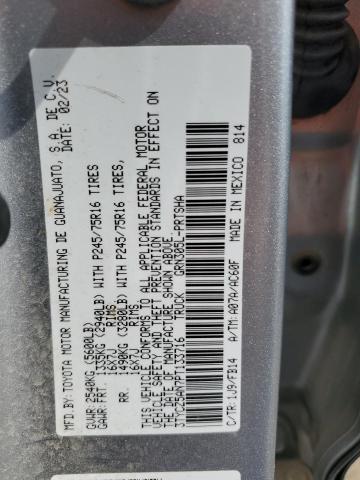 MFD. BY: TOYOTA MOTOR MANUFACTURING DE GUANAJUATO, S.A. DE C.V.
DATE: 02/23
GVWR: 2540KG (5600LB)
GAWR: FRT. 1335KG (2940LB) WITH P245/75R16 TIRES,
16X7J RIMS
RR. 1490KG (3280LB) WITH P245/75R16 TIRES,
16X7J RIMS
THIS VEHICLE CONFORMS TO ALL APPLICABLE FEDERAL MOTOR
VEHICLE SAFETY AND THEFT PREVENTION STANDARDS IN EFFECT ON
THE DATE OF MANUFACTURE SHOWN ABOVE.
3TYCZ5AN7PT133716 TRUCK GRN305L-PRTSHA
C/TR: 1J9/FB14 A/TM: A07A/AC60F MADE IN MEXICO 814